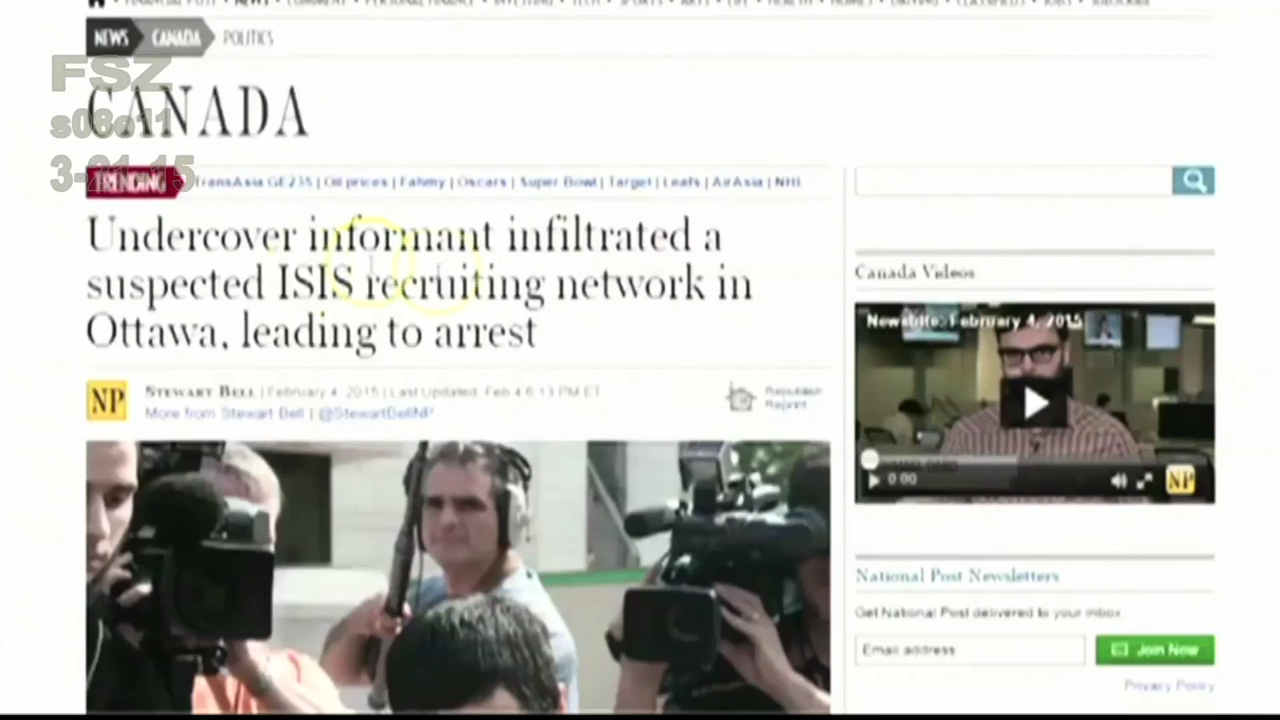 NEWS CANADA POLITICS
FSZ
CANADA
s08e11
3-21-15
TRENDING TransAsia GE235 | Oil prices | Fahmy | Oscars | Super Bowl | Target | Leafs | AirAsia | NHL
Undercover informant infiltrated a
suspected ISIS recruiting network in
Ottawa, leading to arrest
NP STEWART BELL | February 4, 2015 | Last Updated: Feb 4 6:13 PM ET
More from Stewart Bell | @StewartBellNP
Republish
Reprint
Canada Videos
Newsbite: February 4, 2015
0:00
NP
National Post Newsletters
Get National Post delivered to your inbox
Email address
Join Now
Privacy Policy